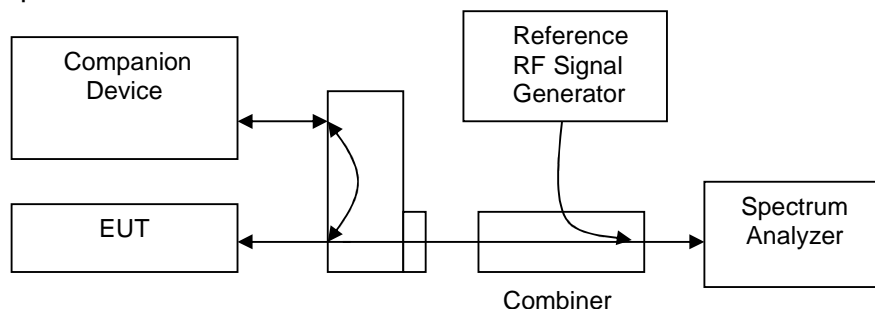 Companion
Device
Reference
RF Signal
Generator
EUT
Spectrum
Analyzer
Combiner